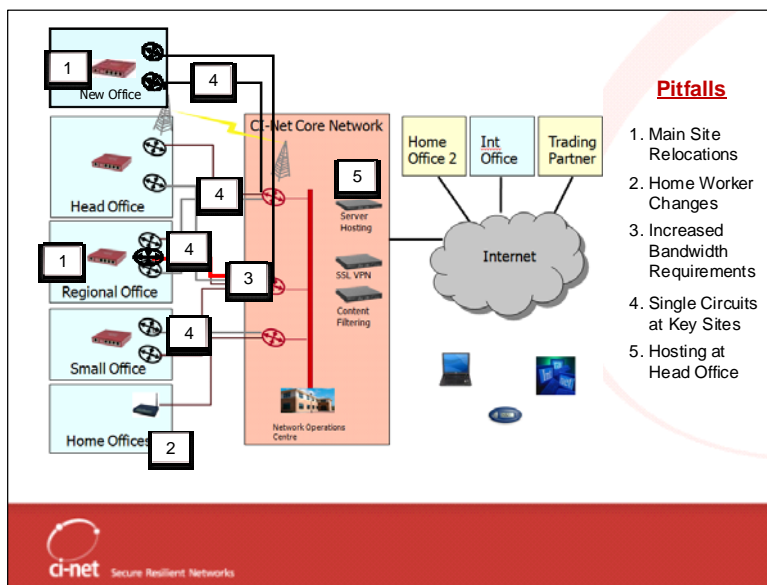 1
New Office
4
CI-Net Core Network
Head Office
4
5
Server
Hosting
1
4
Regional Office
3
SSL VPN
Content
Filtering
4
Small Office
Home Offices
2
Network Operations
Centre
Home
Office 2
Int
Office
Trading
Partner
Internet
Pitfalls
1. Main Site
Relocations
2. Home Worker
Changes
3. Increased
Bandwidth
Requirements
4. Single Circuits
at Key Sites
5. Hosting at
Head Office
ci-net
Secure Resilient Networks